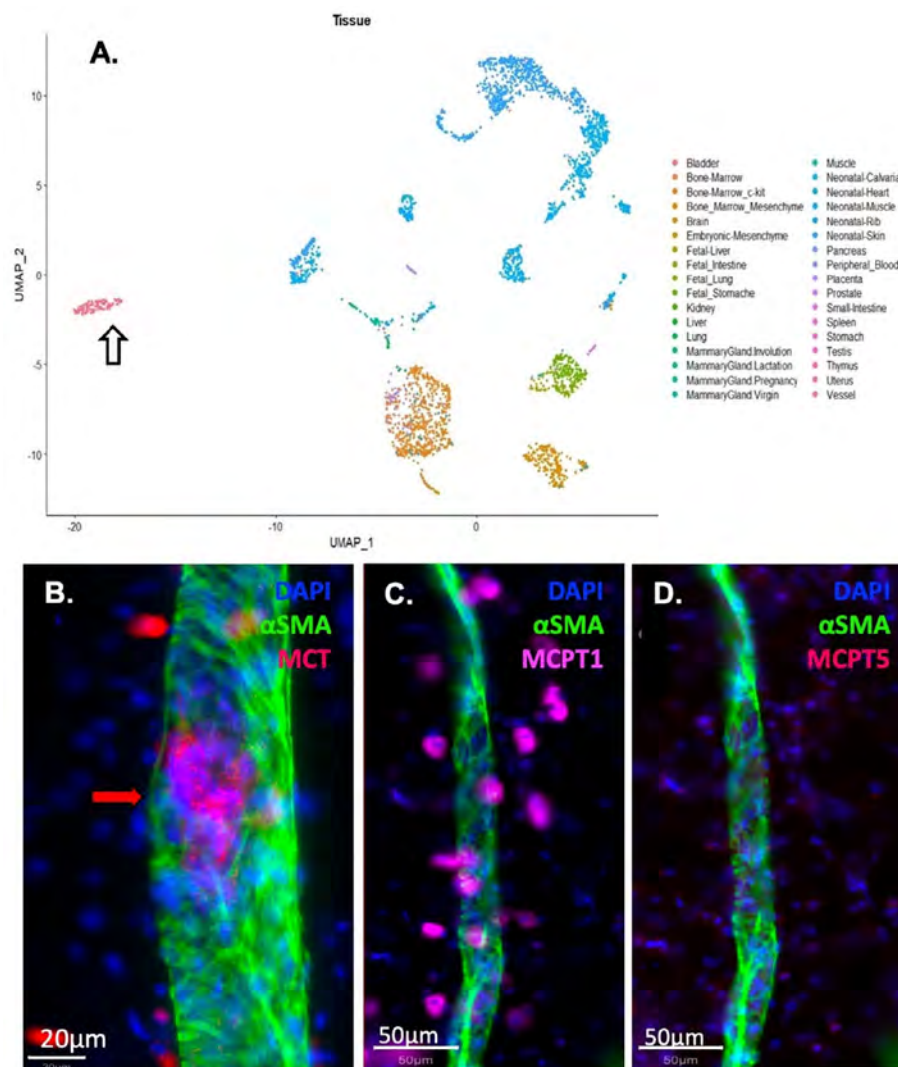 Tissue
A.
10
5
0
-5
-10
UMAP_2
-20
-10
0
UMAP_1
Bladder
Bone-Marrow
Bone-Marrow_c-kit
Bone_Marrow_Mesenchyme
Brain
Embryonic-Mesenchyme
Fetal-Liver
Fetal_Intestine
Fetal_Lung
Fetal_Stomache
Kidney
Liver
Lung
MammaryGland.Involution
MammaryGland.Lactation
MammaryGland.Pregnancy
MammaryGland.Virgin
Muscle
Neonatal-Calvaria
Neonatal-Heart
Neonatal-Muscle
Neonatal-Rib
Neonatal-Skin
Pancreas
Peripheral_Blood
Placenta
Prostate
Small-Intestine
Spleen
Stomach
Testis
Thymus
Uterus
Vessel
B.
DAPI
αSMA
MCT
20μm
C.
DAPI
αSMA
MCPT1
50μm
50μm
D.
DAPI
αSMA
MCPT5
50μm
50μm